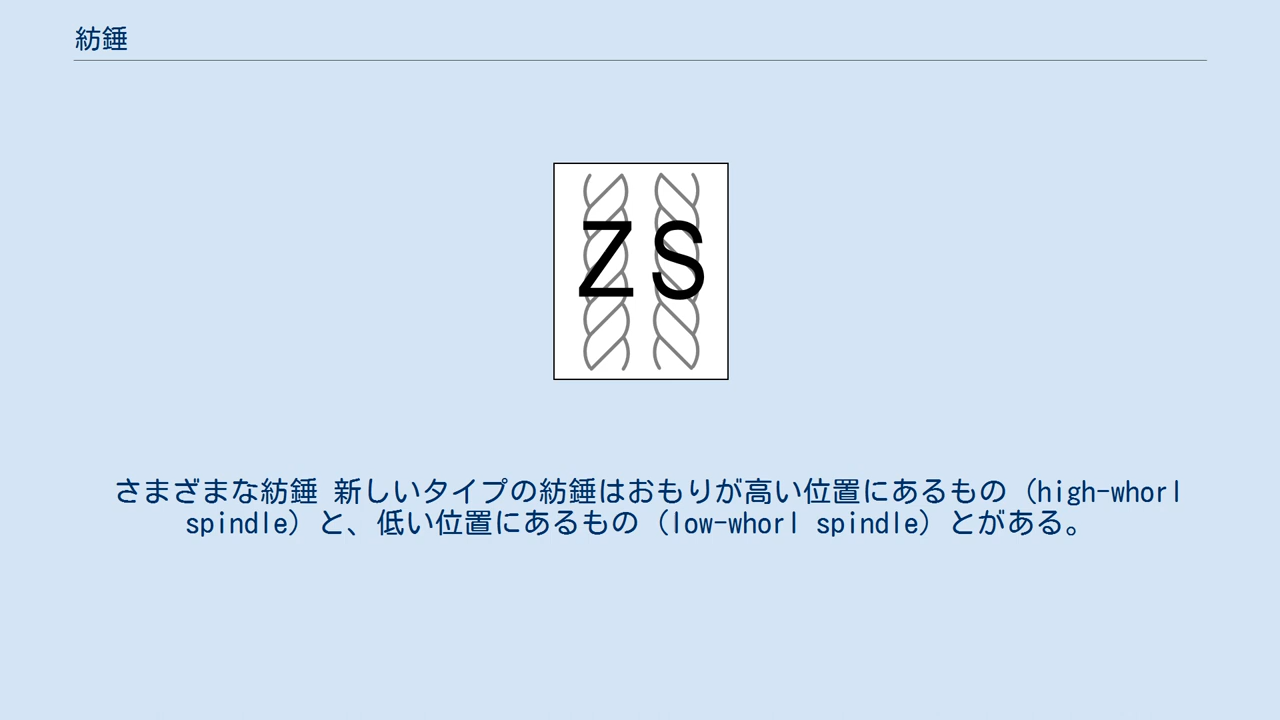 紡錘
Z S
さまざまな紡錘 新しいタイプの紡錘はおもりが高い位置にあるもの（high-whorl
spindle）と、低い位置にあるもの（low-whorl spindle）とがある。